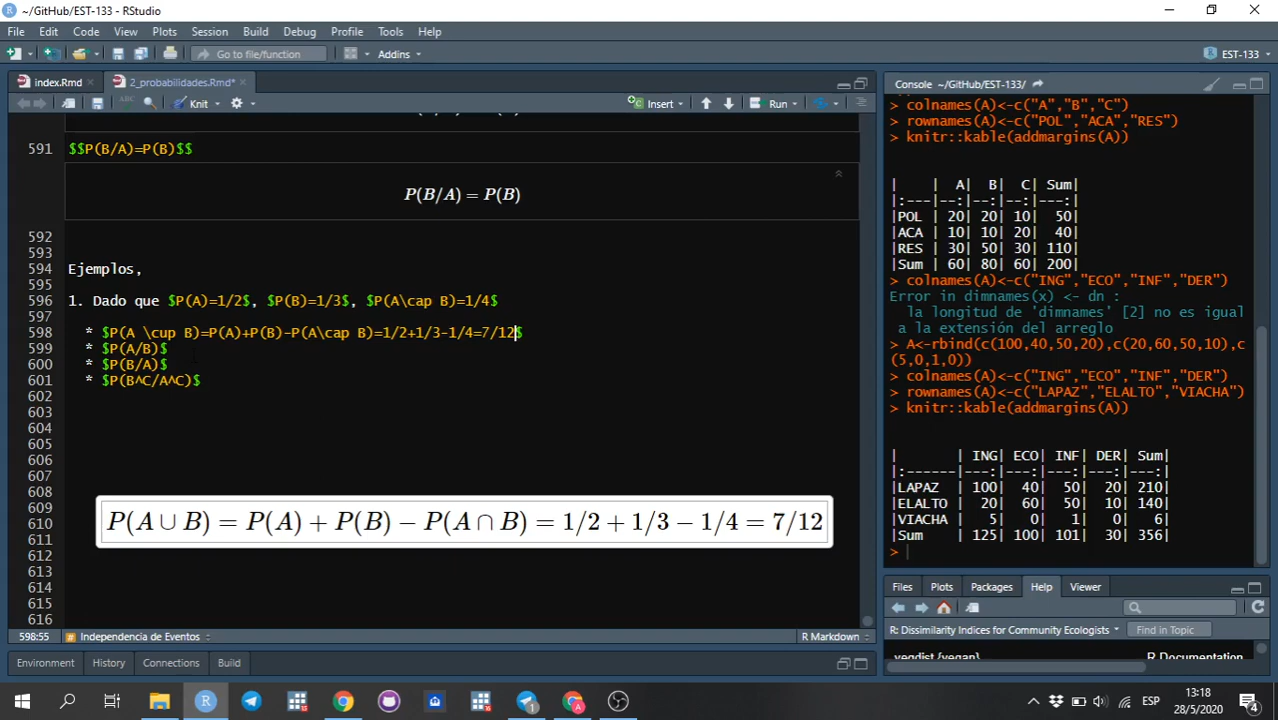 ~/GitHub/EST-133 - RStudio
File Edit Code View Plots Session Build Debug Profile Tools Help
Go to file/function Addins EST-133
index.Rmd 2_probabilidades.Rmd*
ABC Knit Insert Run
591 $$P(B/A)=P(B)$$
P(B/A) = P(B)
592
593
594 Ejemplos,
595
596 1. Dado que $P(A)=1/2$, $P(B)=1/3$, $P(A\cap B)=1/4$
597
598 * $P(A \cup B)=P(A)+P(B)-P(A\cap B)=1/2+1/3-1/4=7/12$
599 * $P(A/B)$
600 * $P(B/A)$
601 * $P(B^C/A^C)$
602
603
604
605
606
607
608
609
P(A ∪ B) = P(A) + P(B) − P(A ∩ B) = 1/2 + 1/3 − 1/4 = 7/12
610
611
612
613
614
615
616
598:55 Independencia de Eventos R Markdown
Environment History Connections Build
Console ~/GitHub/EST-133/
> colnames(A)<-c("A","B","C")
> rownames(A)<-c("POL","ACA","RES")
> knitr::kable(addmargins(A))
|    |  A|  B|  C| Sum|
|:---|--:|--:|--:|---:|
|POL | 20| 20| 10|  50|
|ACA | 10| 10| 20|  40|
|RES | 30| 50| 30| 110|
|Sum | 60| 80| 60| 200|
> colnames(A)<-c("ING","ECO","INF","DER")
Error in dimnames(x) <- dn :
la longitud de 'dimnames' [2] no es igual
a la extensión del arreglo
> A<-rbind(c(100,40,50,20),c(20,60,50,10),c
(5,0,1,0))
> colnames(A)<-c("ING","ECO","INF","DER")
> rownames(A)<-c("LAPAZ","ELALTO","VIACHA")
> knitr::kable(addmargins(A))
|       | ING| ECO| INF| DER| Sum|
|:------|---:|---:|---:|---:|---:|
|LAPAZ  | 100|  40|  50|  20| 210|
|ELALTO |  20|  60|  50|  10| 140|
|VIACHA |   5|   0|   1|   0|   6|
|Sum    | 125| 100| 101|  30| 356|
>
Files Plots Packages Help Viewer
R: Dissimilarity Indices for Community Ecologists Find in Topic
vegdist {vegan} R Documentation
ESP 13:18
28/5/2020
1
4